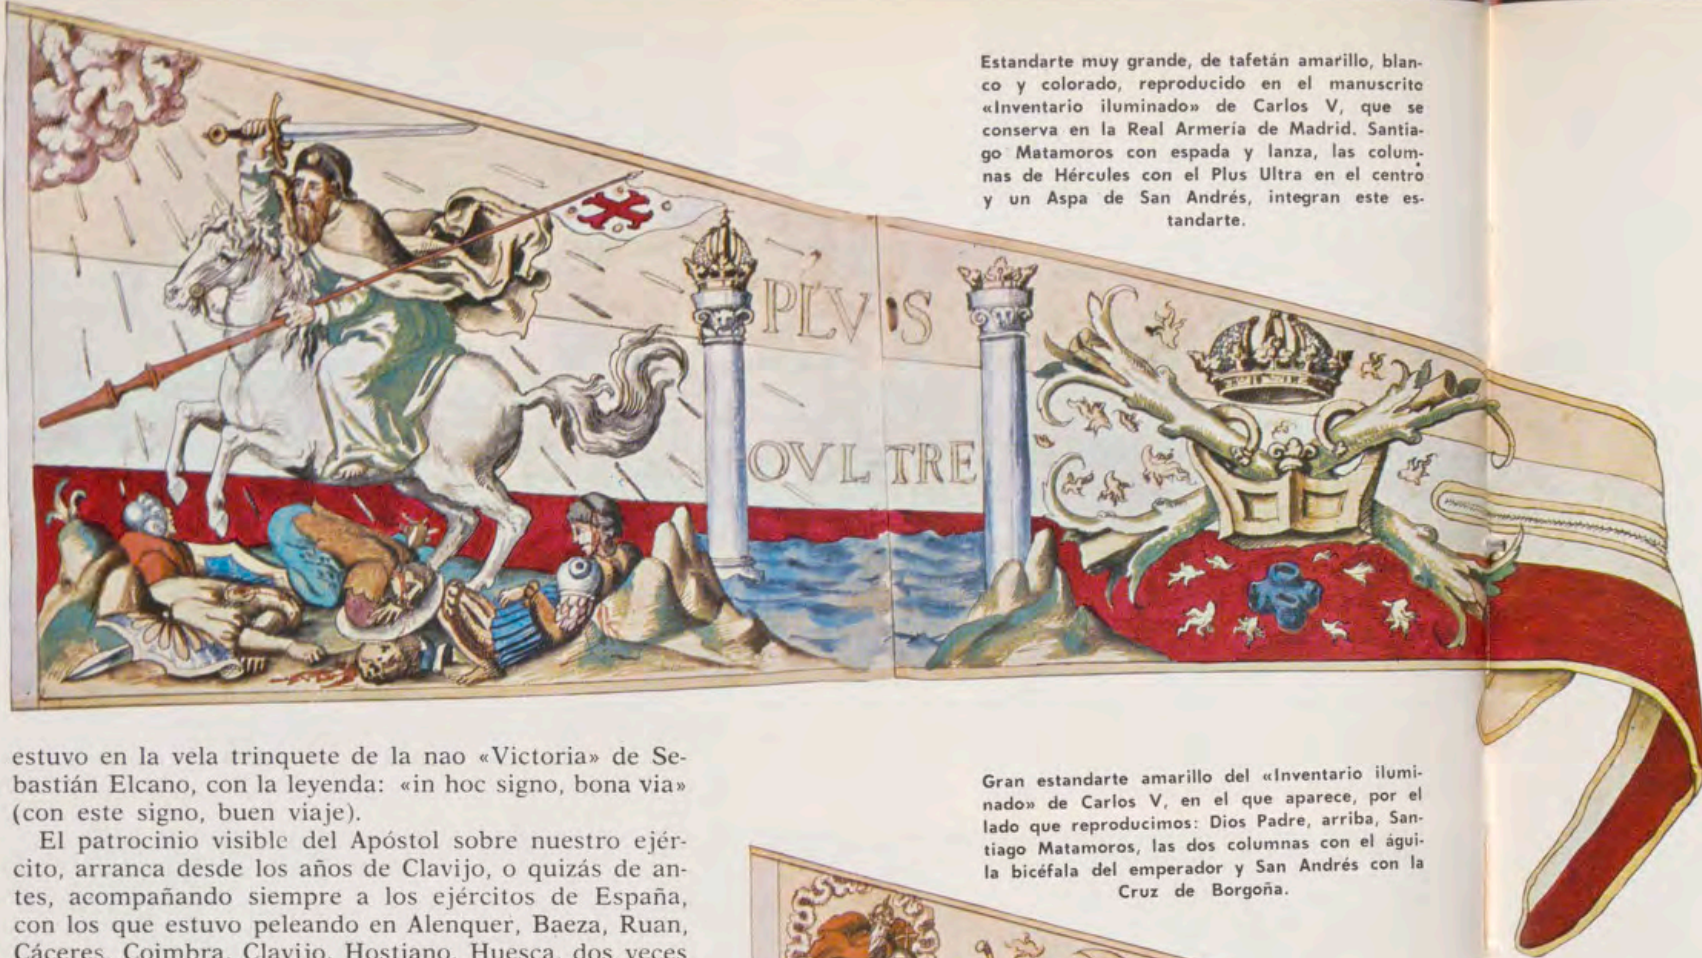 Estandarte muy grande, de tafetán amarillo, blan-
co y colorado, reproducido en el manuscrito
«Inventario iluminado» de Carlos V, que se
conserva en la Real Armería de Madrid. Santia-
go Matamoros con espada y lanza, las colum-
nas de Hércules con el Plus Ultra en el centro
y un Aspa de San Andrés, integran este es-
tandarte.
PLVS
OVLTRE
estuvo en la vela trinquete de la nao «Victoria» de Se-
bastián Elcano, con la leyenda: «in hoc signo, bona via»
(con este signo, buen viaje).
El patrocinio visible del Apóstol sobre nuestro ejér-
cito, arranca desde los años de Clavijo, o quizás de an-
tes, acompañando siempre a los ejércitos de España,
con los que estuvo peleando en Alenquer, Baeza, Ruan,
Cáceres, Coimbra, Clavijo, Hostiano, Huesca, dos veces
Gran estandarte amarillo del «Inventario ilumi-
nado» de Carlos V, en el que aparece, por el
lado que reproducimos: Dios Padre, arriba, San-
tiago Matamoros, las dos columnas con el águi-
la bicéfala del emperador y San Andrés con la
Cruz de Borgoña.